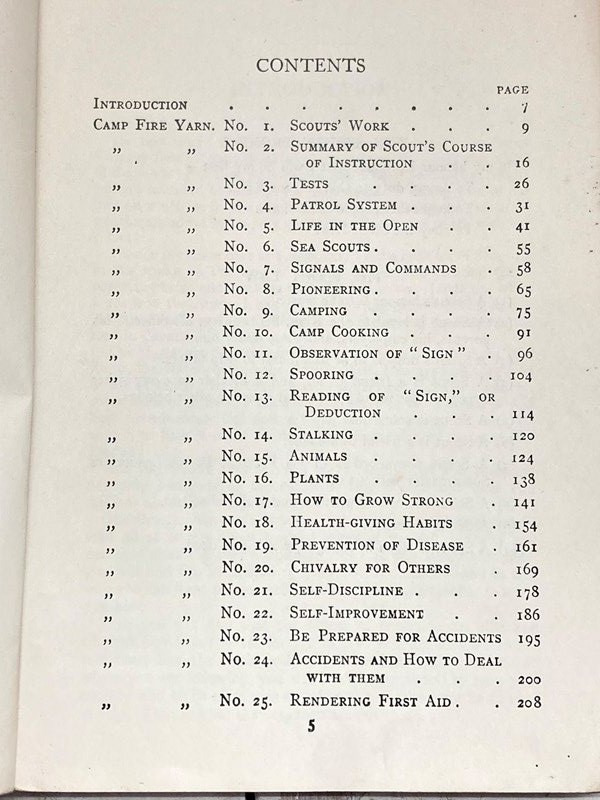 CONTENTS
PAGE
INTRODUCTION . . . . . . . . 7
CAMP FIRE YARN. No. 1. SCOUTS' WORK . . . 9
„ „ No. 2. SUMMARY OF SCOUT'S COURSE
OF INSTRUCTION . . 16
„ „ No. 3. TESTS . . . . 26
„ „ No. 4. PATROL SYSTEM . . . 31
„ „ No. 5. LIFE IN THE OPEN . . 41
„ „ No. 6. SEA SCOUTS . . . . 55
„ „ No. 7. SIGNALS AND COMMANDS . 58
„ „ No. 8. PIONEERING . . . . 65
„ „ No. 9. CAMPING . . . . 75
„ „ No. 10. CAMP COOKING . . . 91
„ „ No. 11. OBSERVATION OF "SIGN" . 96
„ „ No. 12. SPOORING . . . . 104
„ „ No. 13. READING OF "SIGN," OR
DEDUCTION . . . 114
„ „ No. 14. STALKING . . . . 120
„ „ No. 15. ANIMALS . . . . 124
„ „ No. 16. PLANTS . . . . 138
„ „ No. 17. HOW TO GROW STRONG . 141
„ „ No. 18. HEALTH-GIVING HABITS . 154
„ „ No. 19. PREVENTION OF DISEASE . 161
„ „ No. 20. CHIVALRY FOR OTHERS . 169
„ „ No. 21. SELF-DISCIPLINE . . . 178
„ „ No. 22. SELF-IMPROVEMENT . . 186
„ „ No. 23. BE PREPARED FOR ACCIDENTS 195
„ „ No. 24. ACCIDENTS AND HOW TO DEAL
WITH THEM . . . 200
„ „ No. 25. RENDERING FIRST AID . . 208
5